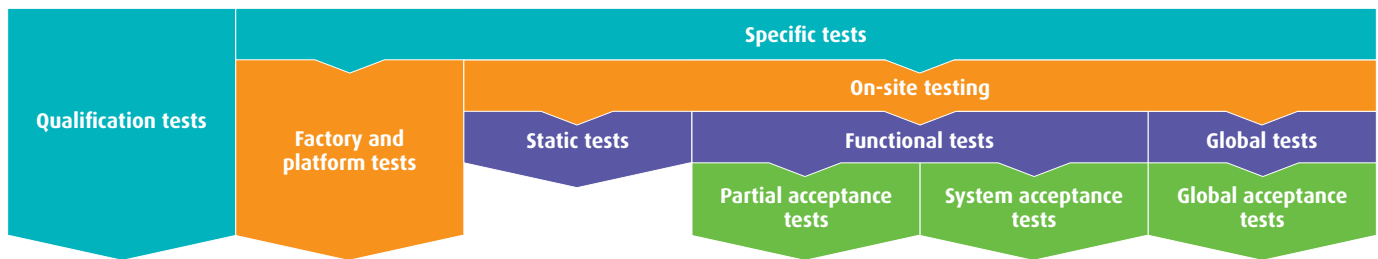 Specific tests
On-site testing
Qualification tests
Factory and
platform tests
Static tests
Functional tests
Global tests
Partial acceptance
tests
System acceptance
tests
Global acceptance
tests